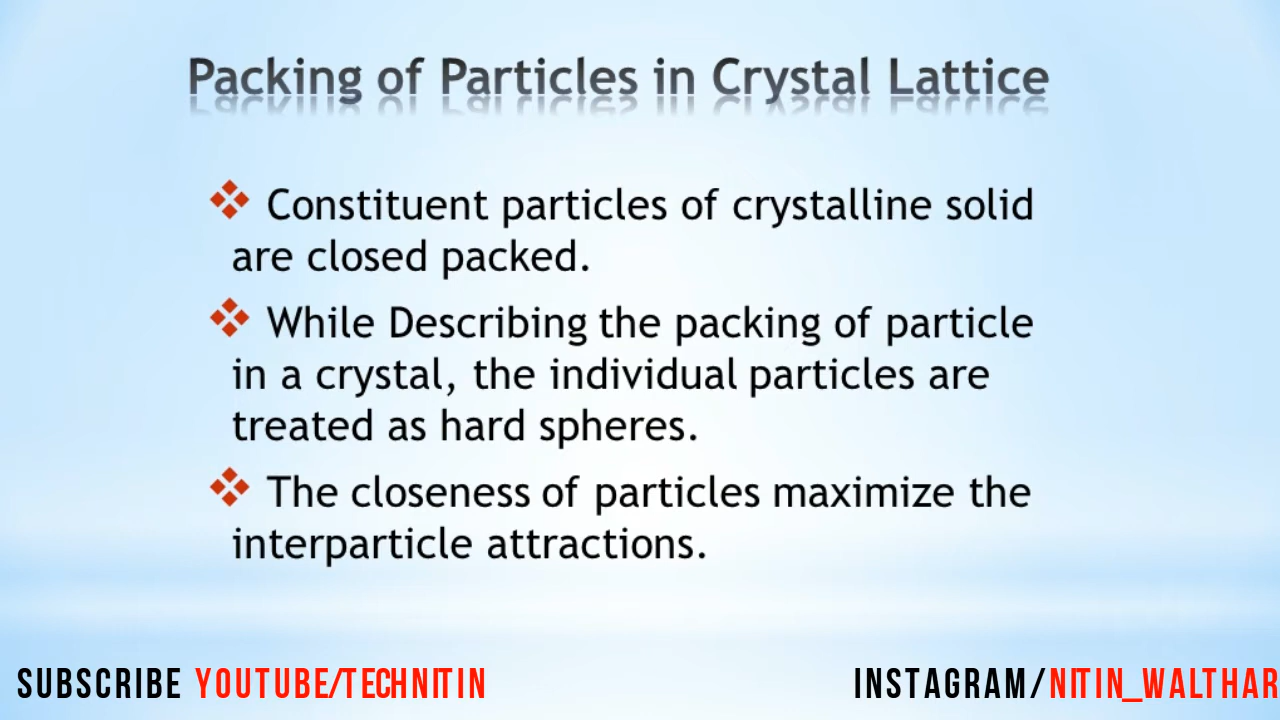 Packing of Particles in Crystal Lattice
Constituent particles of crystalline solid
are closed packed.
While Describing the packing of particle
in a crystal, the individual particles are
treated as hard spheres.
The closeness of particles maximize the
interparticle attractions.
SUBSCRIBE YOUTUBE/TECHNITIN
INSTAGRAM/NITIN_WALTHAR